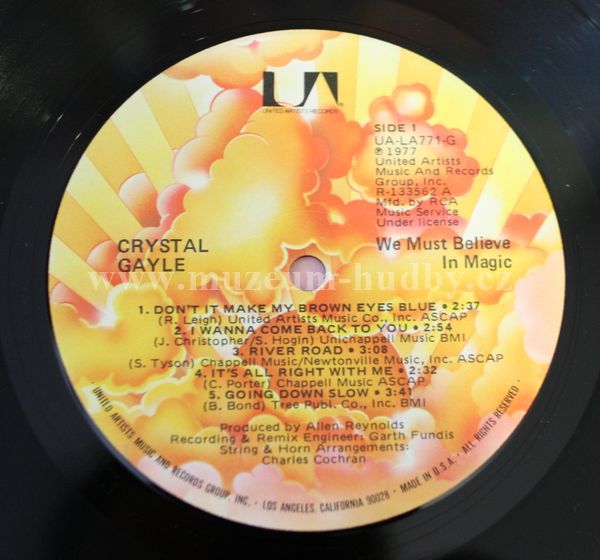 UA
UNITED ARTISTS RECORDS
SIDE 1
UA-LA771-G
℗ 1977
United Artists
Music And Records
Group, Inc.
R-133562 A
Mfd. by RCA
Music Service
Under license
CRYSTAL
GAYLE
We Must Believe
In Magic
www.muzeum-hudby.cz
1. DON'T IT MAKE MY BROWN EYES BLUE • 2:37
(R. Leigh) United Artists Music Co., Inc. ASCAP
2. I WANNA COME BACK TO YOU • 2:54
(J. Christopher/S. Hogin) Unichappell Music BMI
3. RIVER ROAD • 3:08
(S. Tyson) Chappell Music/Newtonville Music, Inc. ASCAP
4. IT'S ALL RIGHT WITH ME • 2:32
(C. Porter) Chappell Music ASCAP
5. GOING DOWN SLOW • 3:41
(B. Bond) Tree Publ. Co., Inc. BMI
Produced by Allen Reynolds
Recording & Remix Engineer: Garth Fundis
String & Horn Arrangements:
Charles Cochran
· UNITED ARTISTS MUSIC AND RECORDS GROUP, INC. · LOS ANGELES, CALIFORNIA 90028 · MADE IN U.S.A. · ALL RIGHTS RESERVED ·